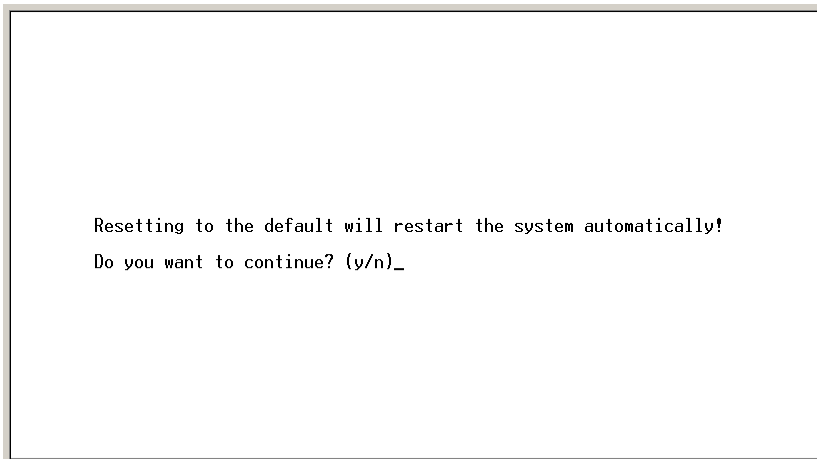 Resetting to the default will restart the system automatically!
Do you want to continue? (y/n)_